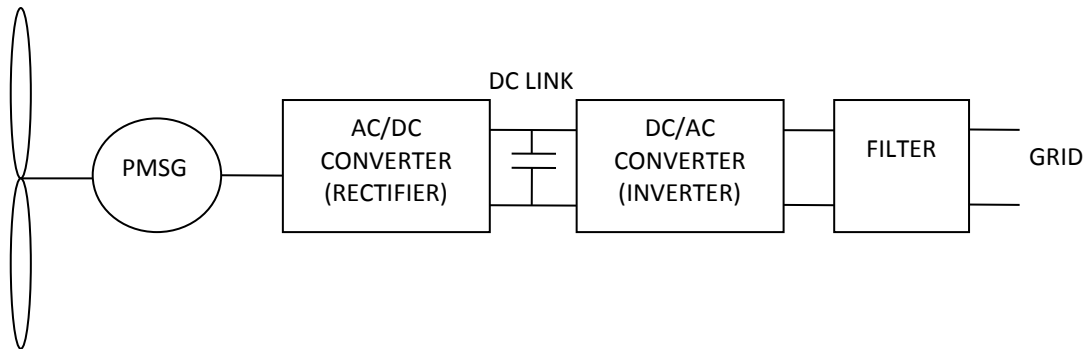 DC LINK
PMSG
AC/DC
CONVERTER
(RECTIFIER)
DC/AC
CONVERTER
(INVERTER)
FILTER
GRID